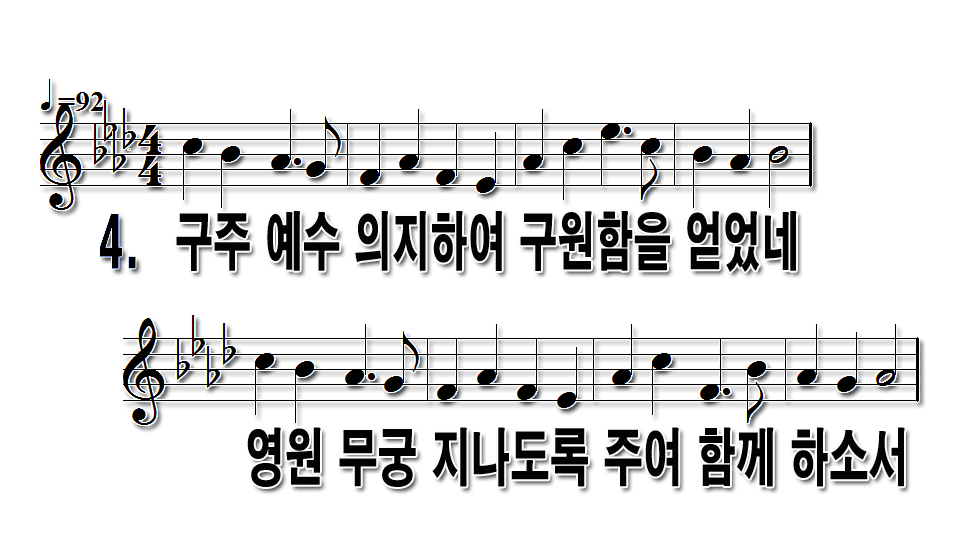 ♩=92
4. 구주 예수 의지하여 구원함을 얻었네
영원 무궁 지나도록 주여 함께 하소서